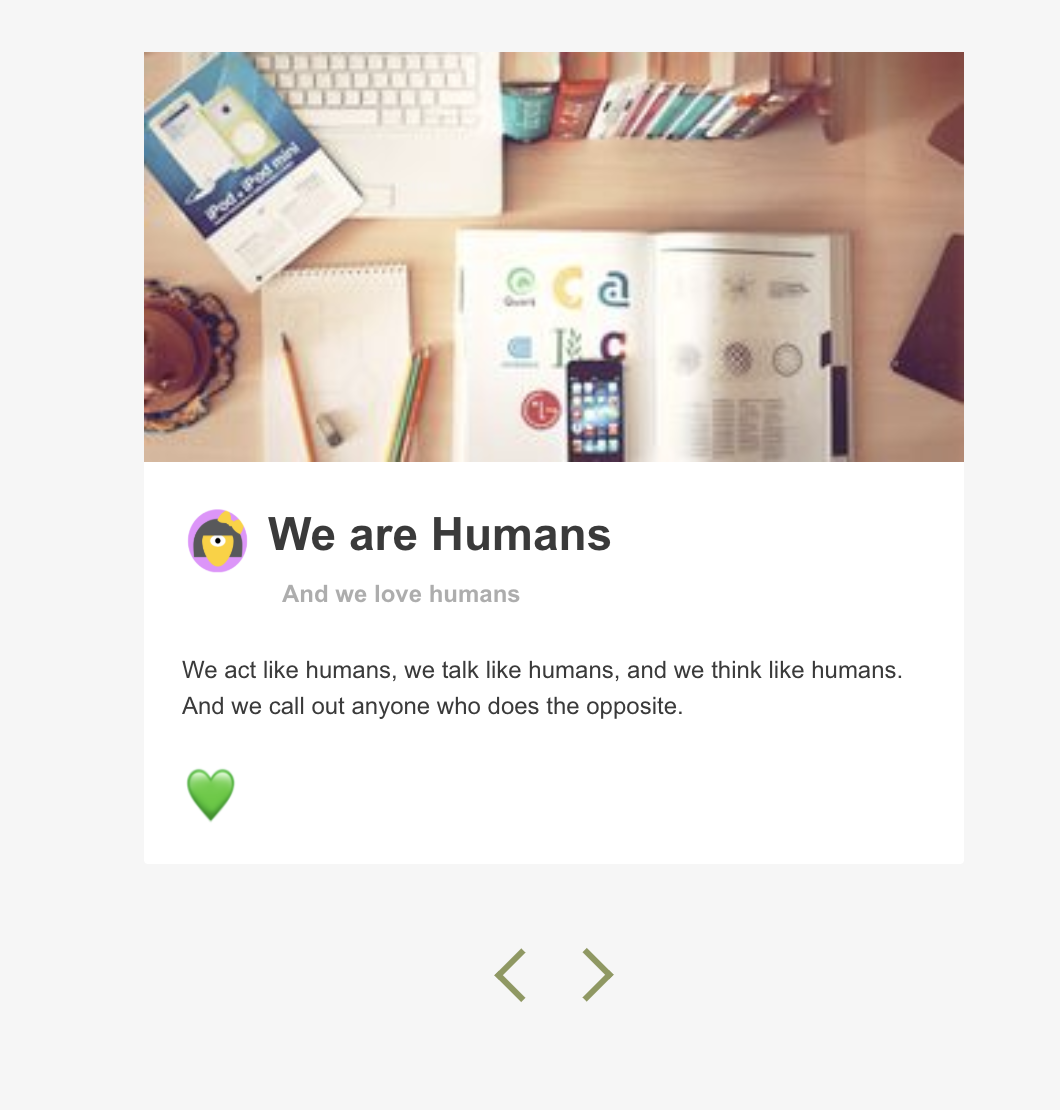 iPod + iPod mini
Quark
We are Humans
And we love humans
We act like humans, we talk like humans, and we think like humans.
And we call out anyone who does the opposite.